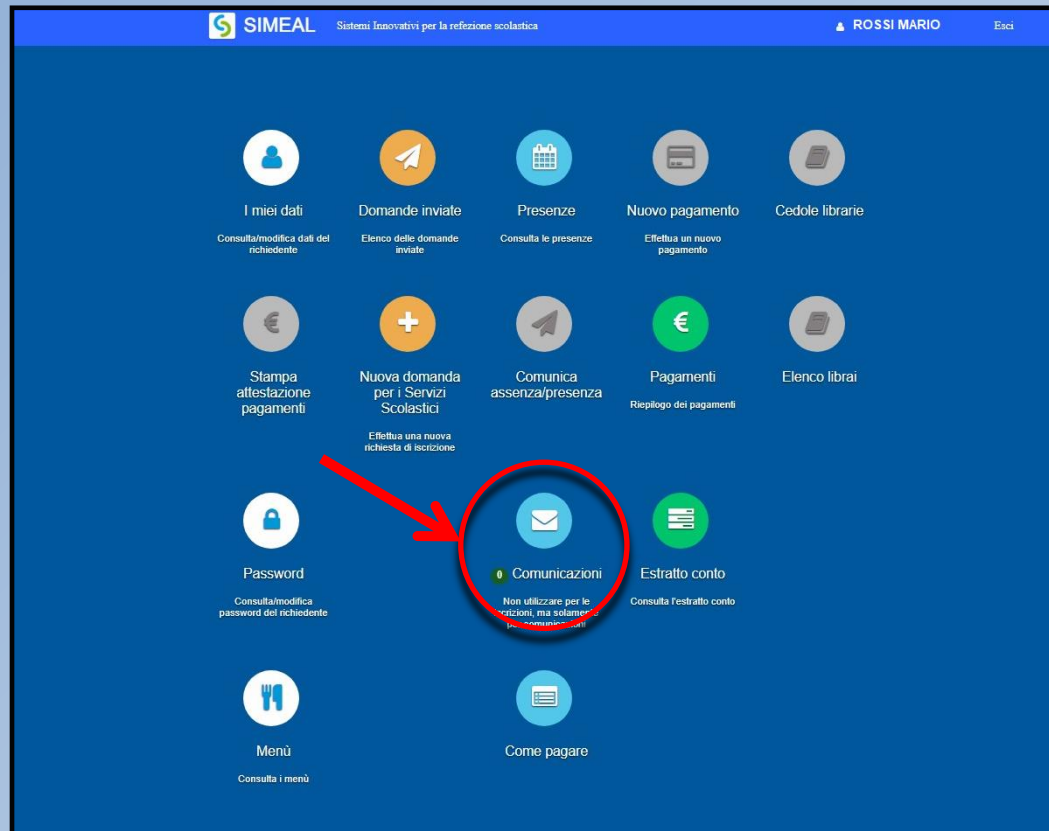 SIMEAL Sistemi Innovativi per la refezione scolastica ROSSI MARIO Esci
I miei dati
Consulta/modifica dati del
richiedente
Domande inviate
Elenco delle domande
inviate
Presenze
Consulta le presenze
Nuovo pagamento
Effettua un nuovo
pagamento
Cedole librarie
Stampa
attestazione
pagamenti
Nuova domanda
per i Servizi
Scolastici
Effettua una nuova
richiesta di iscrizione
Comunica
assenza/presenza
Pagamenti
Riepilogo dei pagamenti
Elenco librai
Password
Consulta/modifica
password del richiedente
0 Comunicazioni
Non utilizzare per le
iscrizioni, ma solamente
per comunicazioni
Estratto conto
Consulta l'estratto conto
Menù
Consulta i menù
Come pagare